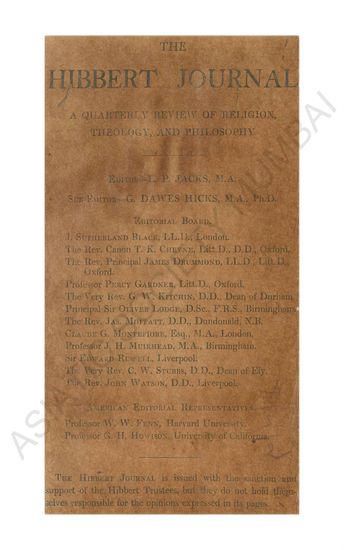 THE
HIBBERT JOURNAL
A QUARTERLY REVIEW OF RELIGION,
THEOLOGY, AND PHILOSOPHY
EDITOR—L. P. JACKS, M.A.
SUB-EDITOR—G. DAWES HICKS, M.A., Ph.D.
EDITORIAL BOARD.
J. SUTHERLAND BLACK, LL.D., London.
The Rev. Canon T. K. CHEYNE, Litt.D., D.D., Oxford.
The Rev. Principal JAMES DRUMMOND, LL.D., Litt.D.,
Oxford.
Professor PERCY GARDNER, Litt.D., Oxford.
The Very Rev. G. W. KITCHIN, D.D., Dean of Durham.
Principal Sir OLIVER LODGE, D.Sc., F.R.S., Birmingham.
The Rev. JAS. MOFFATT, D.D., Dundonald, N.B.
CLAUDE G. MONTEFIORE, Esq., M.A., London.
Professor J. H. MUIRHEAD, M.A., Birmingham.
Sir EDWARD RUSSELL, Liverpool.
The Very Rev. C. W. STUBBS, D.D., Dean of Ely.
The Rev. JOHN WATSON, D.D., Liverpool.
AMERICAN EDITORIAL REPRESENTATIVES.
Professor W. W. FENN, Harvard University.
Professor G. H. HOWISON, University of California.
THE HIBBERT JOURNAL is issued with the sanction and
support of the Hibbert Trustees, but they do not hold them-
selves responsible for the opinions expressed in its pages.
MUMBAI